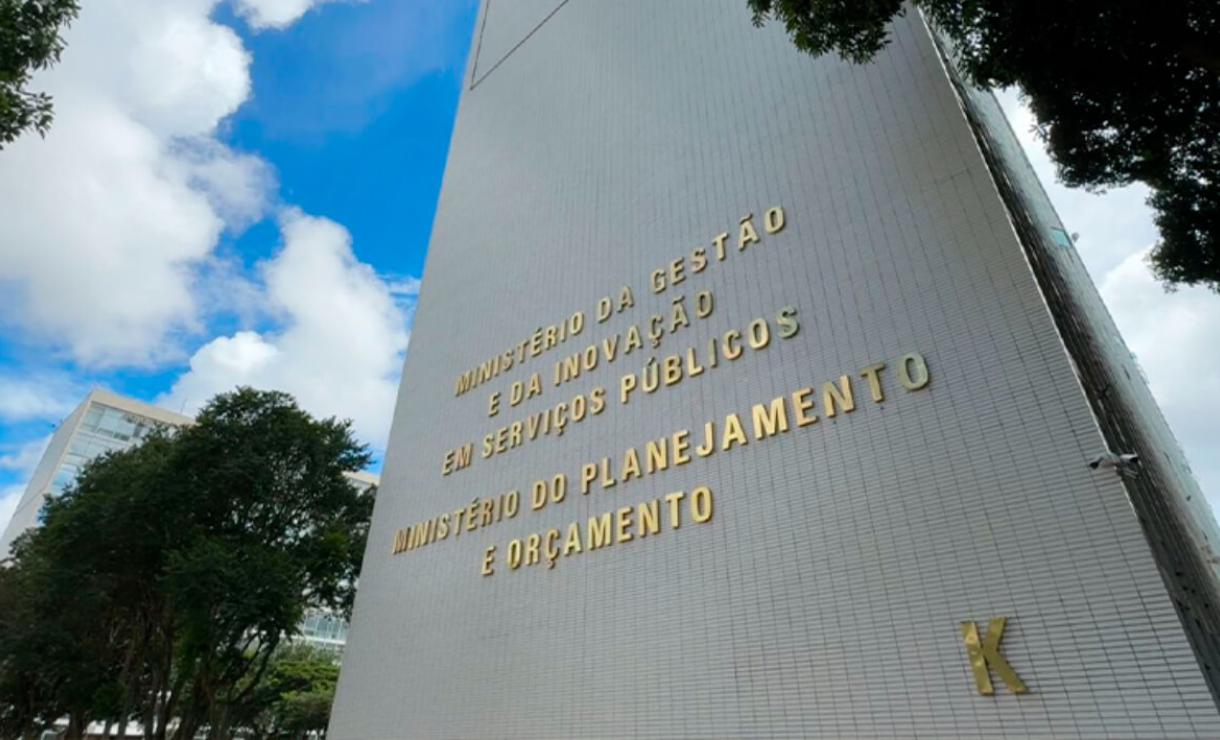 MINISTÉRIO DA GESTÃO
E DA INOVAÇÃO
EM SERVIÇOS PÚBLICOS
MINISTÉRIO DO PLANEJAMENTO
E ORÇAMENTO
K